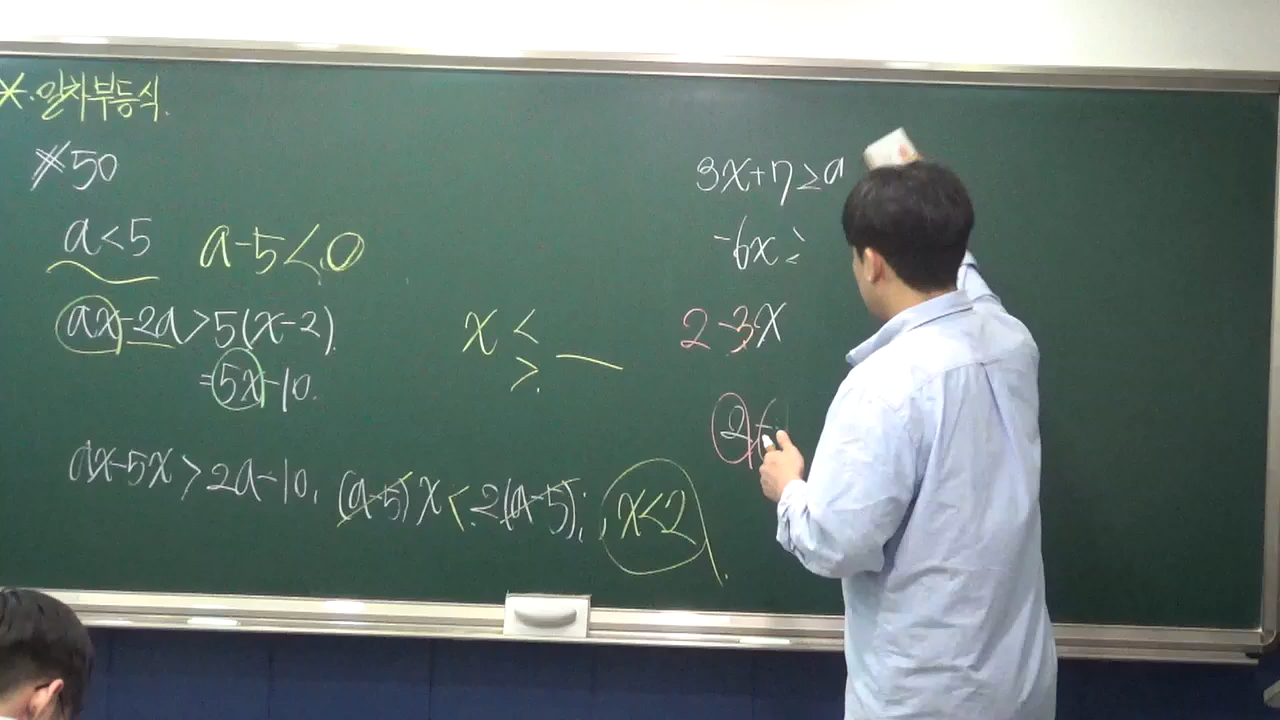 ※.일차부등식.
※50
a<5 a-5<0
ax-2a>5(x-2).
=5x-10.
ax-5x>2a-10, (a-5)x<2(a-5); x<2
x <
>.
3x+7≥a
-6x≥
2-3x
2